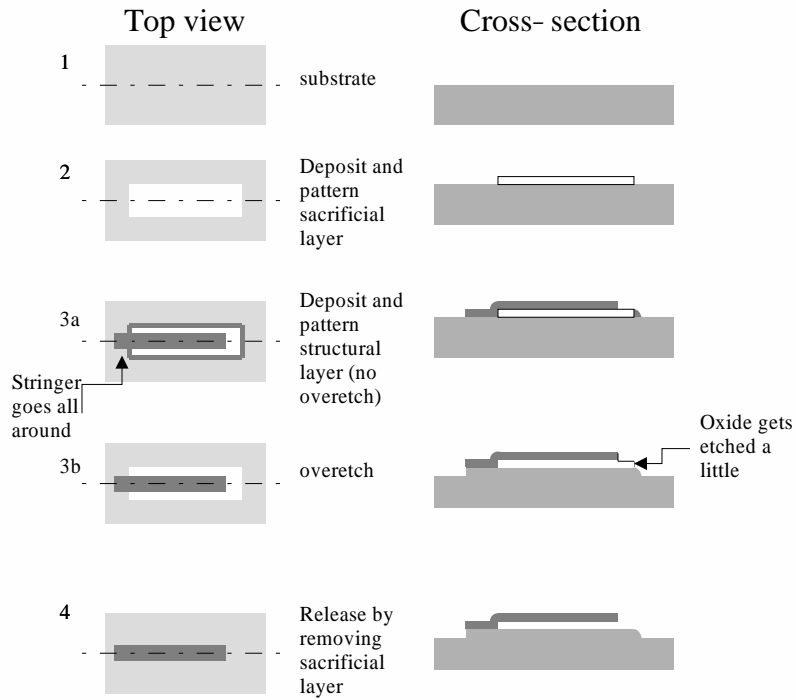 Top view
Cross- section
1
substrate
2
Deposit and
pattern
sacrificial
layer
3a
Deposit and
pattern
structural
layer (no
overetch)
Stringer
goes all
around
3b
overetch
Oxide gets
etched a
little
4
Release by
removing
sacrificial
layer